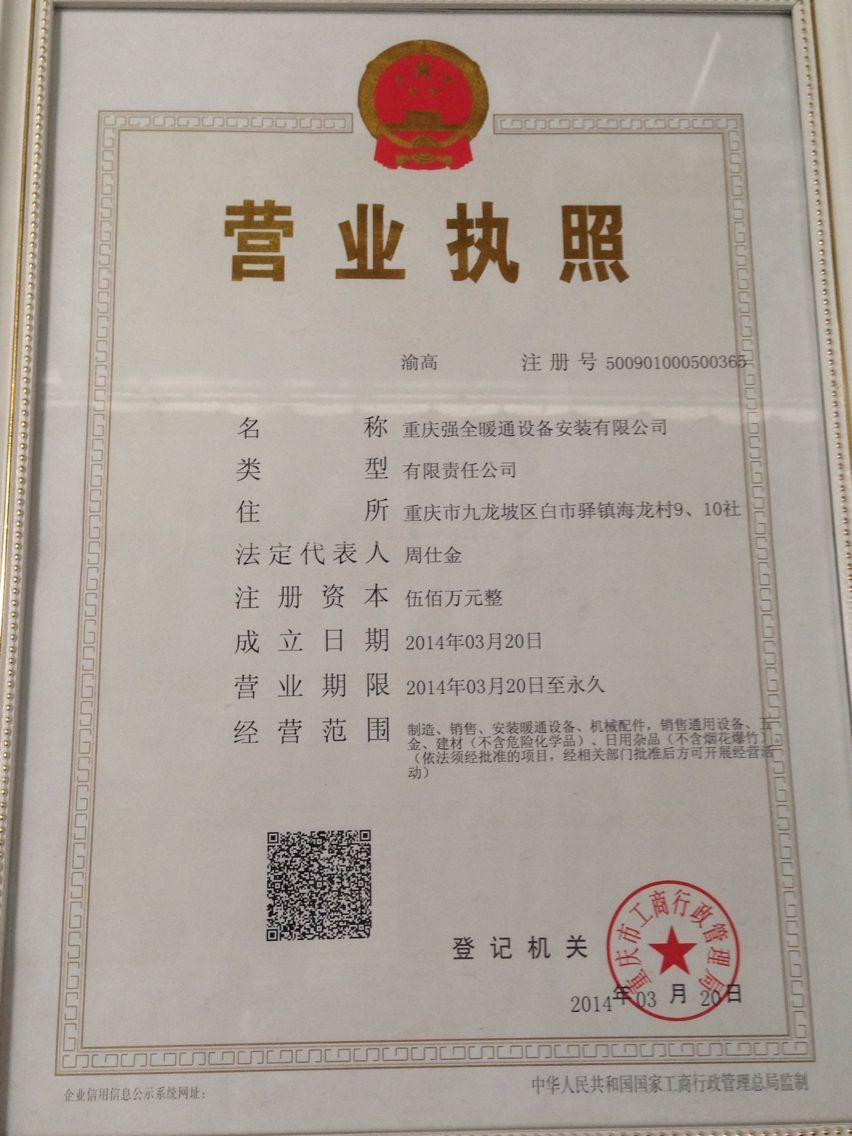 营业执照
渝高 注册号 500901000500365
名称 重庆强全暖通设备安装有限公司
类型 有限责任公司
住所 重庆市九龙坡区白市驿镇海龙村9、10社
法定代表人 周仕金
注册资本 伍佰万元整
成立日期 2014年03月20日
营业期限 2014年03月20日至永久
经营范围 制造、销售、安装暖通设备、机械配件，销售通用设备、五
金、建材（不含危险化学品）、日用杂品（不含烟花爆竹）。
（依法须经批准的项目，经相关部门批准后方可开展经营活
动）
重庆市工商行政管理局
登记机关
2014年03月20日
企业信用信息公示系统网址：
中华人民共和国国家工商行政管理总局监制